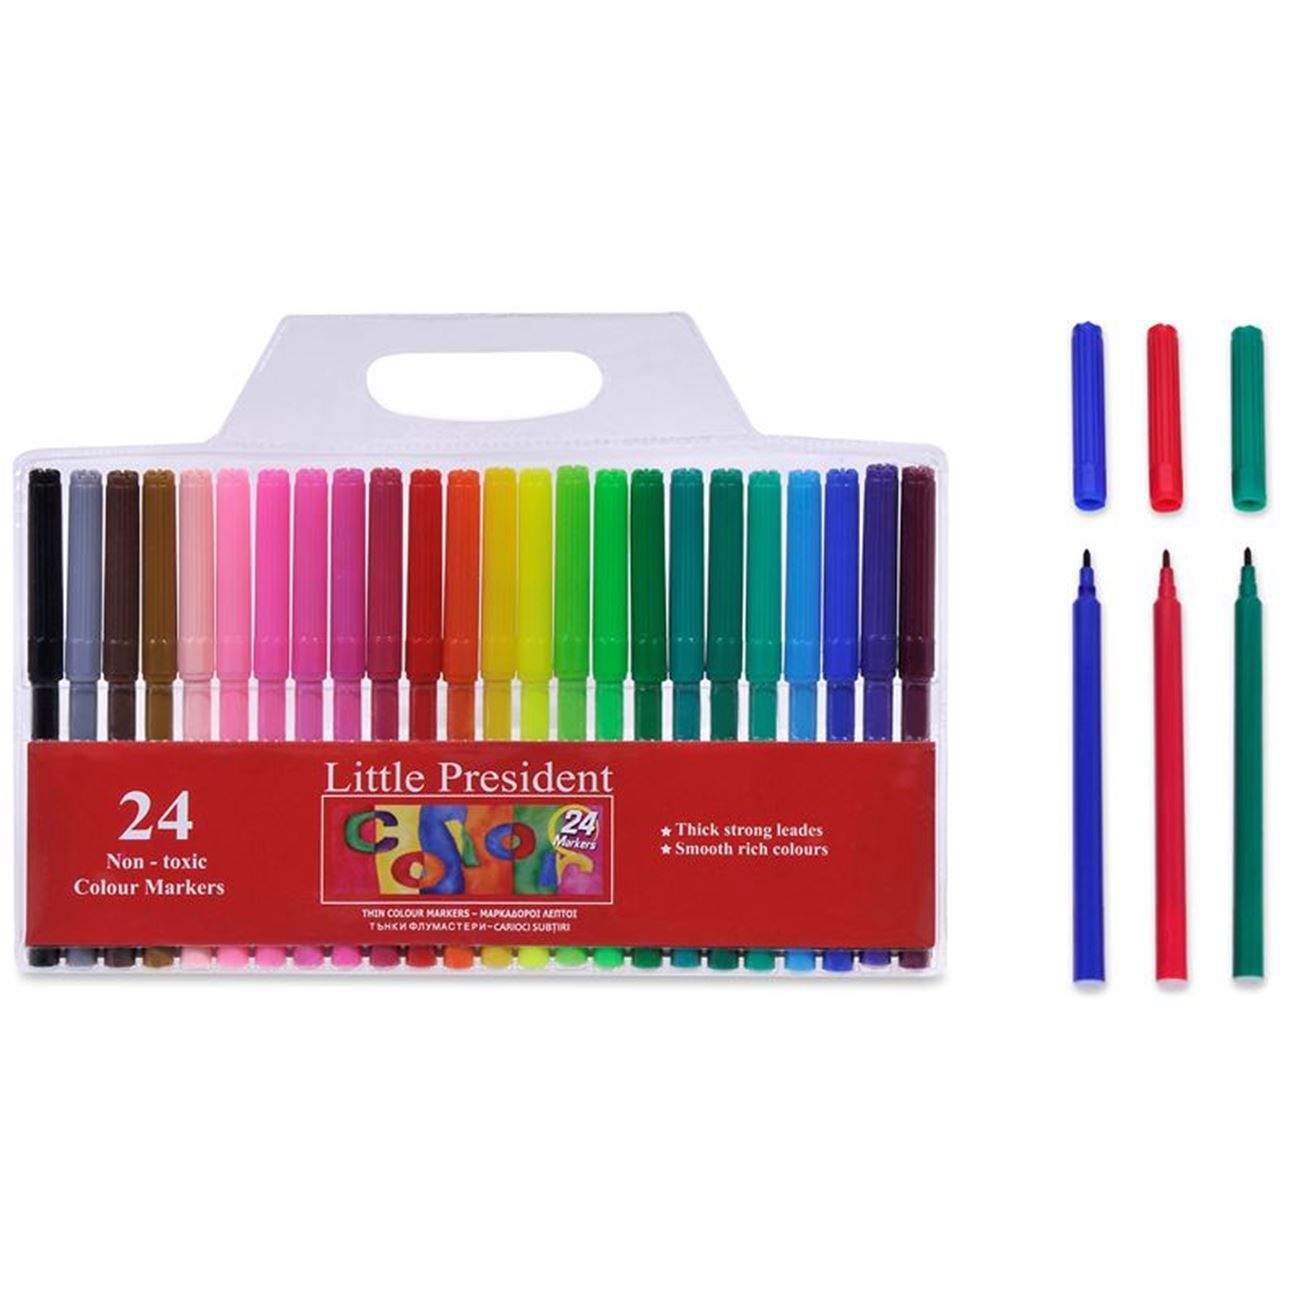 24
Non - toxic
Colour Markers
Little President
Color
24
Markers
THIN COLOUR MARKERS – ΜΑΡΚΑΔΟΡΟΙ ΛΕΠΤΟΙ
ТЪНКИ ФЛУМАСТЕРИ – CARIOCI SUBȚIRI
★ Thick strong leades
★ Smooth rich colours